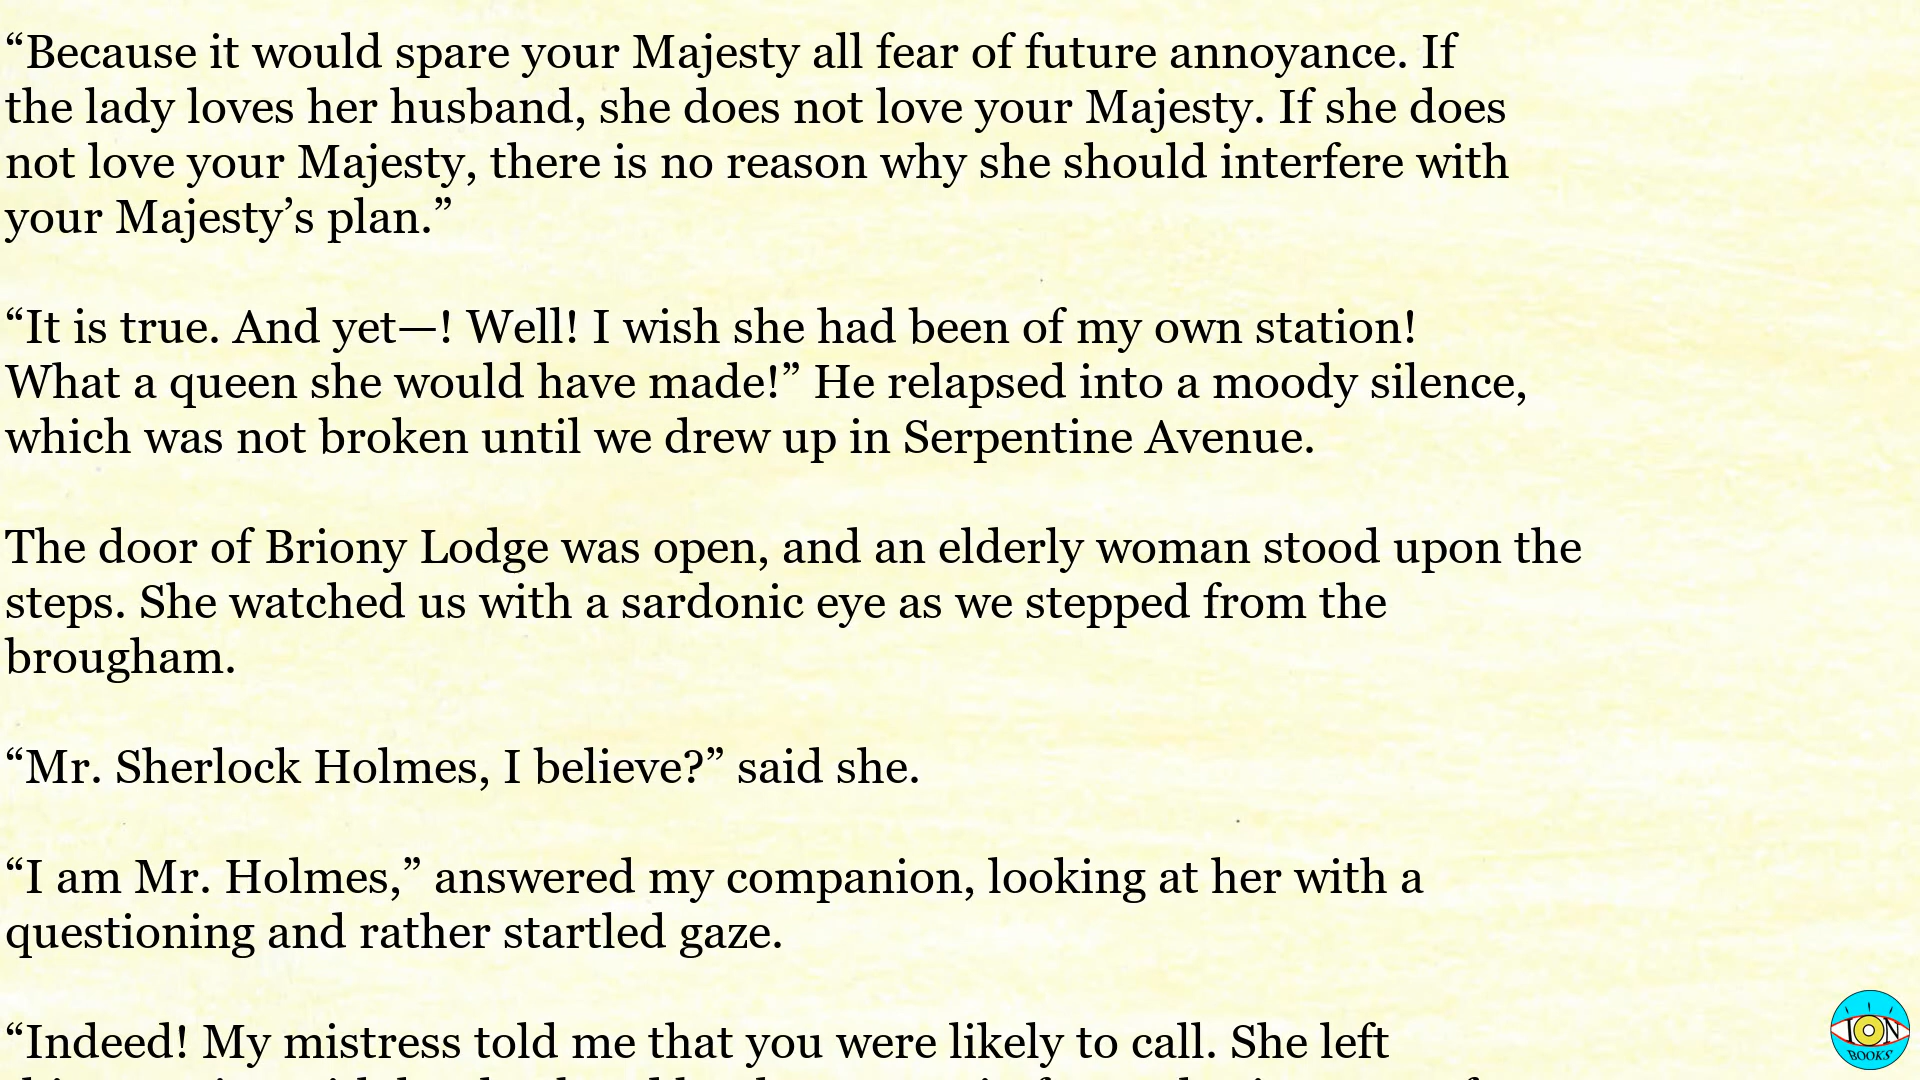 “Because it would spare your Majesty all fear of future annoyance. If
the lady loves her husband, she does not love your Majesty. If she does
not love your Majesty, there is no reason why she should interfere with
your Majesty’s plan.”
“It is true. And yet—! Well! I wish she had been of my own station!
What a queen she would have made!” He relapsed into a moody silence,
which was not broken until we drew up in Serpentine Avenue.
The door of Briony Lodge was open, and an elderly woman stood upon the
steps. She watched us with a sardonic eye as we stepped from the
brougham.
“Mr. Sherlock Holmes, I believe?” said she.
“I am Mr. Holmes,” answered my companion, looking at her with a
questioning and rather startled gaze.
“Indeed! My mistress told me that you were likely to call. She left
ION
BOOKS